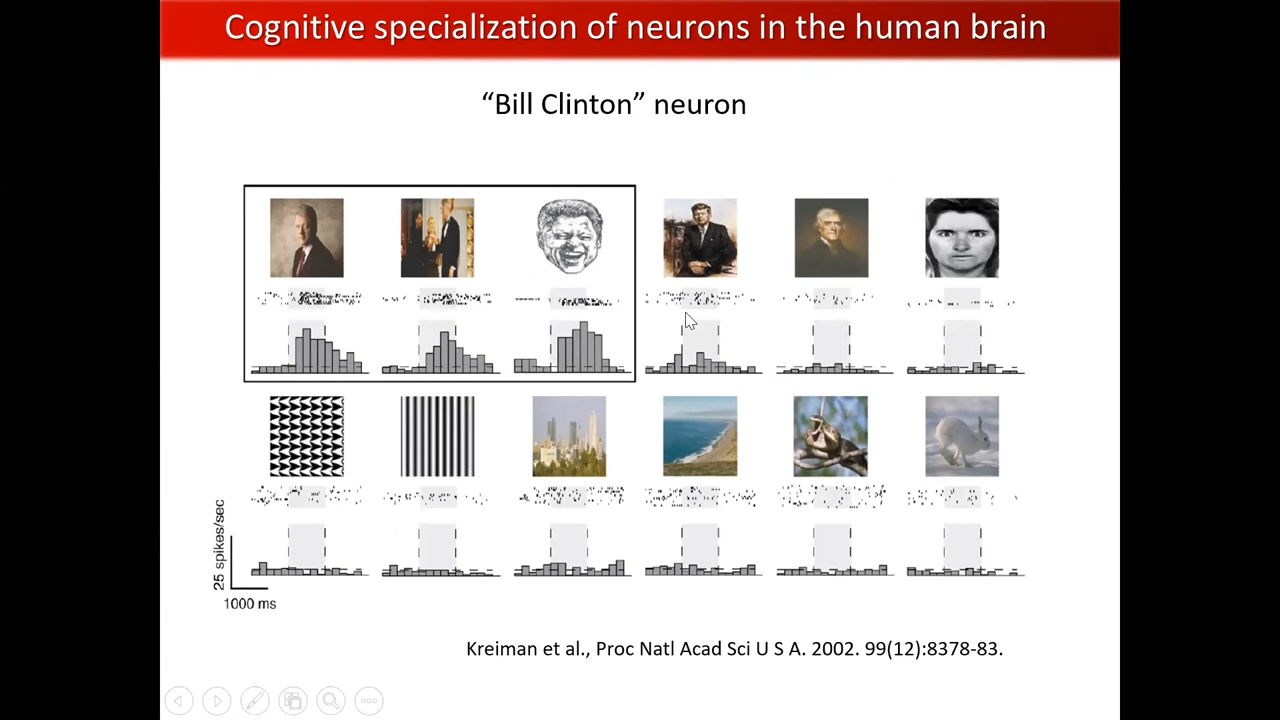 Cognitive specialization of neurons in the human brain
“Bill Clinton” neuron
25 spikes/sec
1000 ms
Kreiman et al., Proc Natl Acad Sci U S A. 2002. 99(12):8378-83.